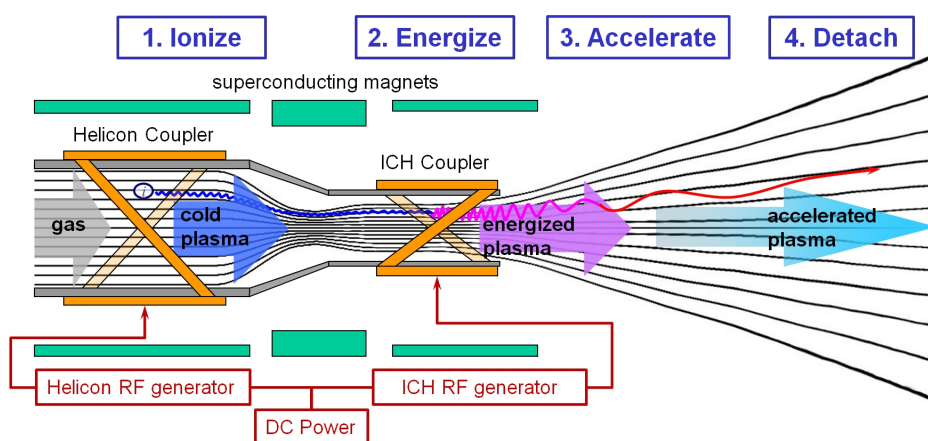 1. Ionize
2. Energize
3. Accelerate
4. Detach
superconducting magnets
Helicon Coupler
ICH Coupler
i
gas
cold
plasma
energized
plasma
accelerated
plasma
Helicon RF generator
ICH RF generator
DC Power